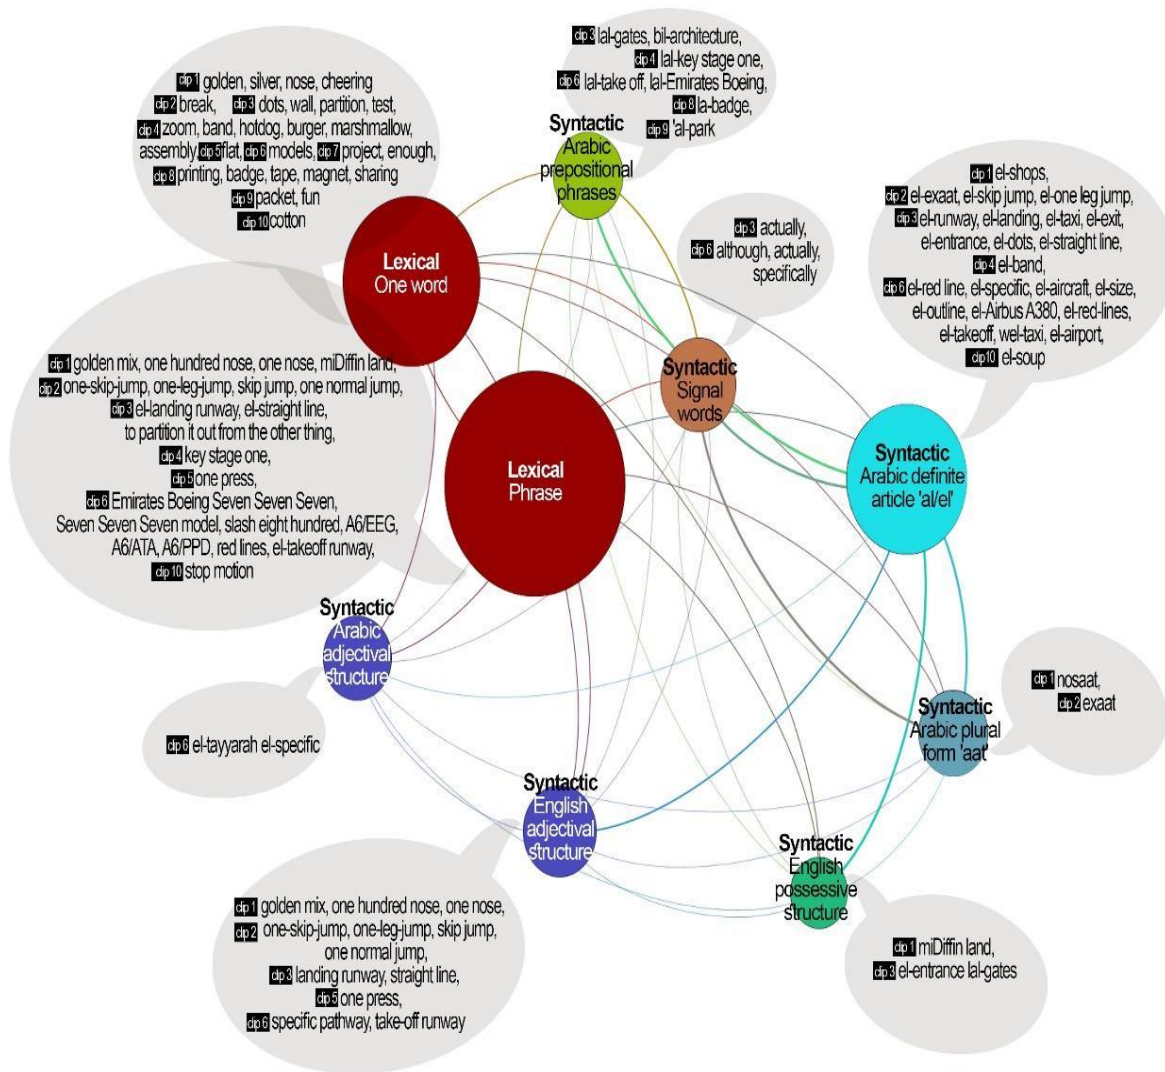 clip 3 lal-gates, bil-architecture,
clip 4 lal-key stage one,
clip 6 lal-take off, lal-Emirates Boeing,
clip 8 la-badge,
clip 9 'al-park
clip 1 golden, silver, nose, cheering
clip 2 break, clip 3 dots, wall, partition, test,
clip 4 zoom, band, hotdog, burger, marshmallow,
assembly, clip 5 flat, clip 6 models, clip 7 project, enough,
clip 8 printing, badge, tape, magnet, sharing
clip 9 packet, fun
clip 10 cotton
Syntactic
Arabic
prepositional
phrases
clip 1 el-shops,
clip 2 el-exaat, el-skip jump, el-one leg jump,
clip 3 el-runway, el-landing, el-taxi, el-exit,
el-entrance, el-dots, el-straight line,
clip 4 el-band,
clip 6 el-red line, el-specific, el-aircraft, el-size,
el-outline, el-Airbus A380, el-red-lines,
el-takeoff, wel-taxi, el-airport,
clip 10 el-soup
clip 3 actually,
clip 6 although, actually,
specifically
Lexical
One word
clip 1 golden mix, one hundred nose, one nose, miDiffin land,
clip 2 one-skip-jump, one-leg-jump, skip jump, one normal jump,
clip 3 el-landing runway, el-straight line,
to partition it out from the other thing,
clip 4 key stage one,
clip 5 one press,
clip 6 Emirates Boeing Seven Seven Seven,
Seven Seven Seven model, slash eight hundred, A6/EEG,
A6/ATA, A6/PPD, red lines, el-takeoff runway,
clip 10 stop motion
Syntactic
Signal
words
Lexical
Phrase
Syntactic
Arabic definite
article 'al/el'
Syntactic
Arabic
adjectival
structure
clip 6 el-tayyarah el-specific
Syntactic
Arabic plural
form 'aat'
clip 1 nosaat,
clip 2 exaat
Syntactic
English
adjectival
structure
Syntactic
English
possessive
structure
clip 1 golden mix, one hundred nose, one nose,
clip 2 one-skip-jump, one-leg-jump, skip jump,
one normal jump,
clip 3 landing runway, straight line,
clip 5 one press,
clip 6 specific pathway, take-off runway
clip 1 miDiffin land,
clip 3 el-entrance lal-gates